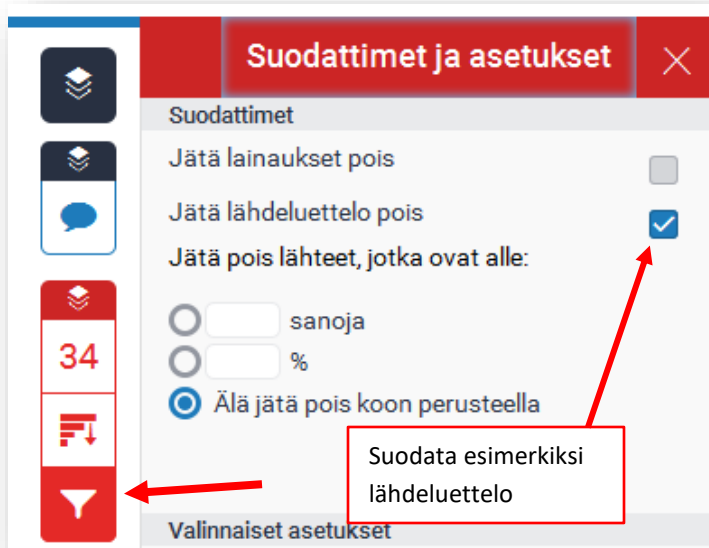 Suodattimet ja asetukset
Suodattimet
Jätä lainaukset pois
Jätä lähdeluettelo pois
Jätä pois lähteet, jotka ovat alle:
sanoja
34
%
Älä jätä pois koon perusteella
Suodata esimerkiksi
lähdeluettelo
Valinnaiset asetukset